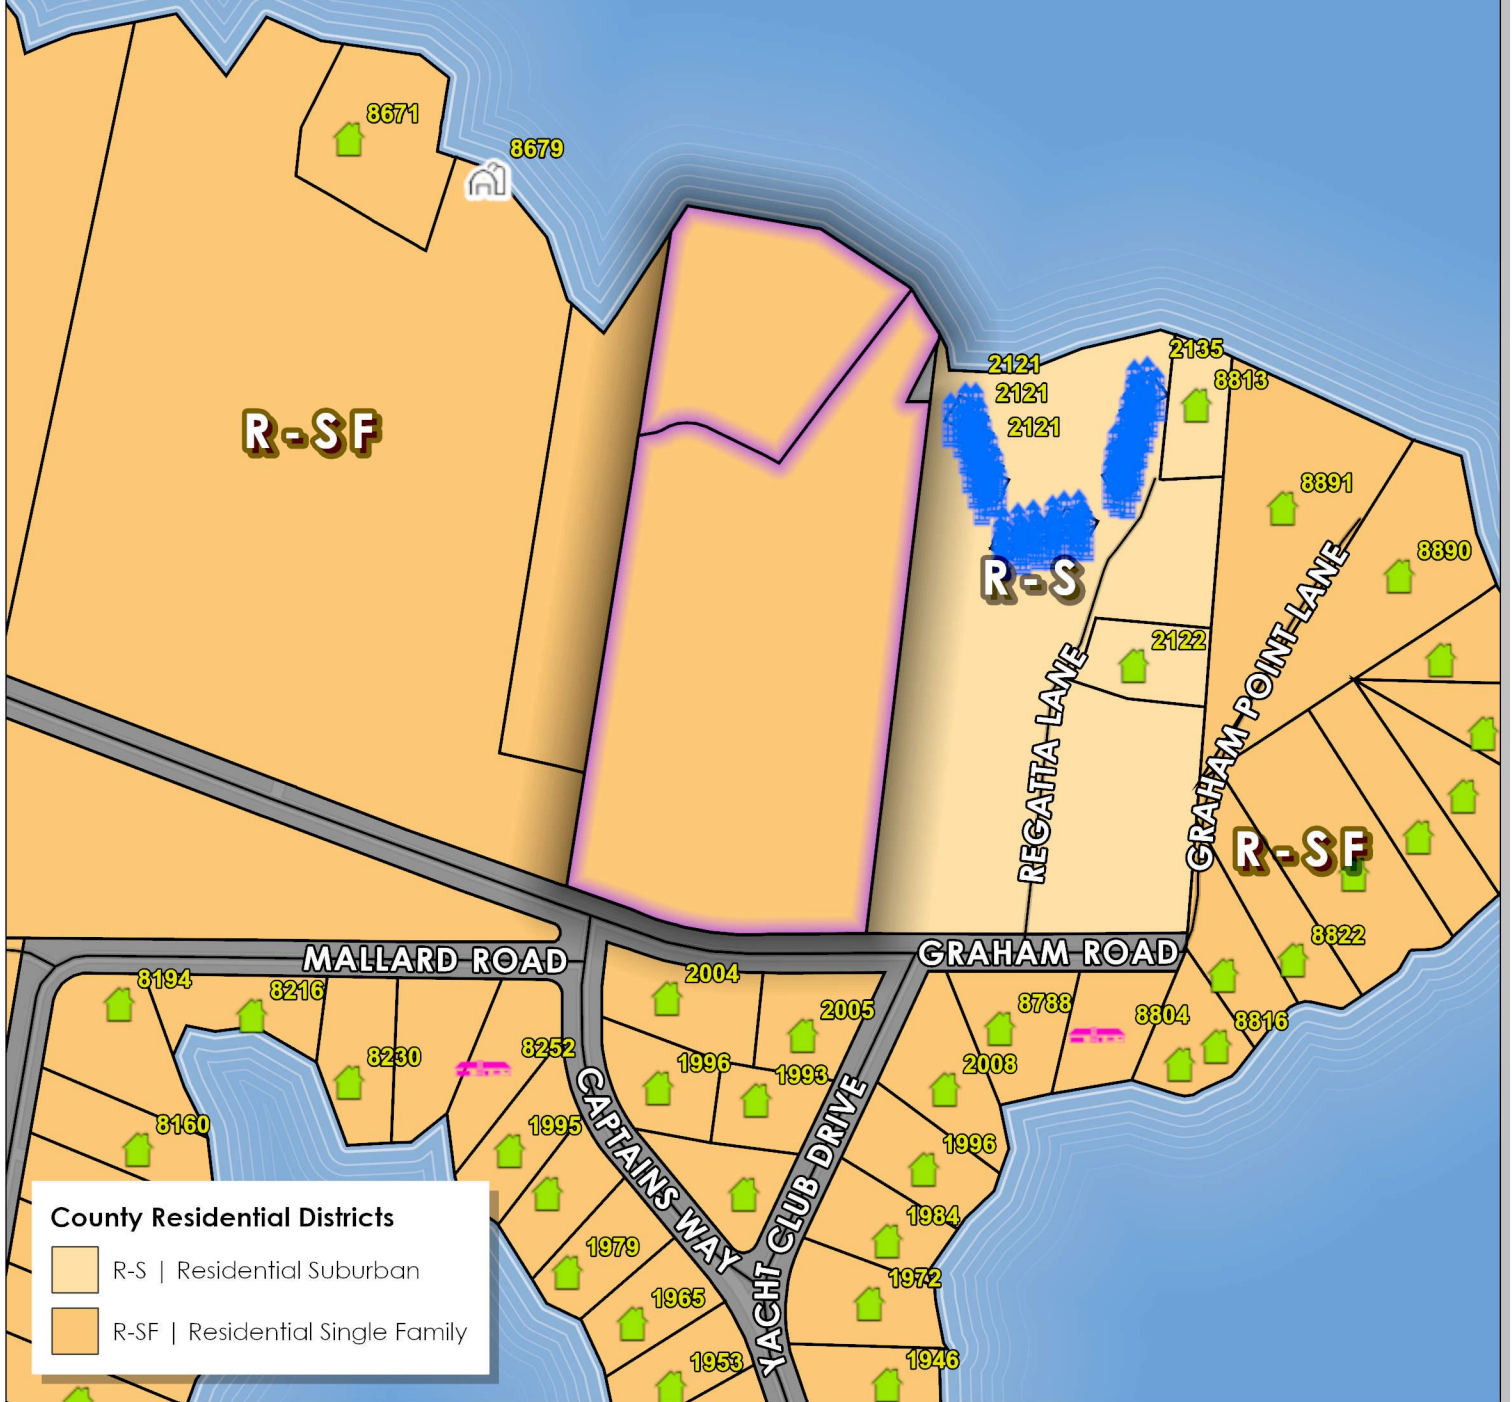 8671
8679
2135
2121
8813
2121
2121
R-SF
8891
8890
R-S
2122
REGATTA LANE
GRAHAM POINT LANE
R-SF
8822
MALLARD ROAD
GRAHAM ROAD
8194
8216
2004
2005
8788
8804
8816
8230
8252
1996
1993
2008
8160
1995
CAPTAINS WAY
YACHT CLUB DRIVE
1996
1984
1979
1972
1965
1953
1946
County Residential Districts
R-S | Residential Suburban
R-SF | Residential Single Family